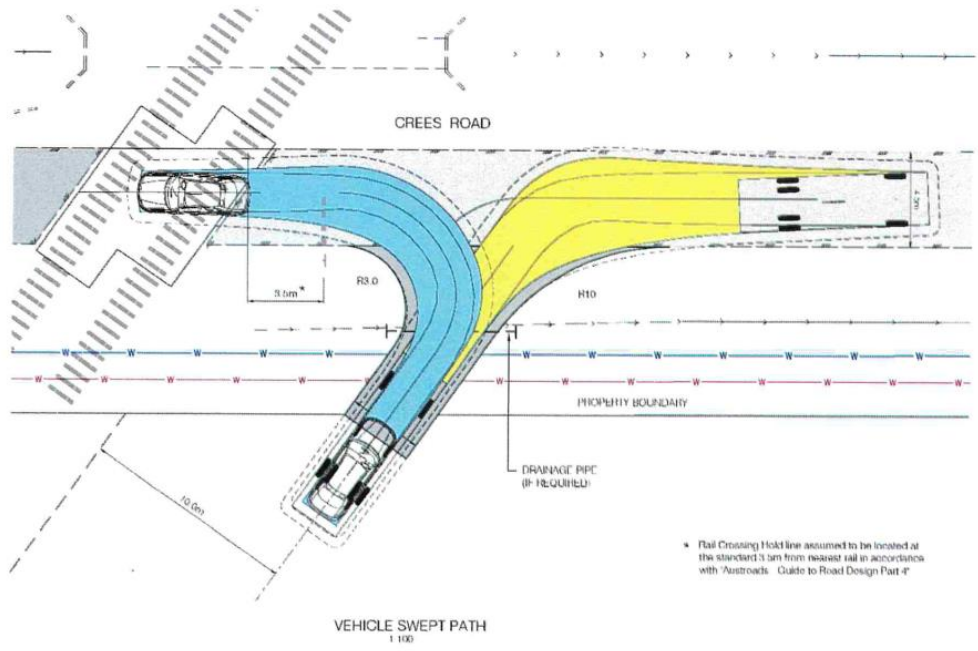 CREES ROAD
3.5m*
R3.0
R10
W W W W W W W W W W W
W W W W W W W W W W W W W W
PROPERTY BOUNDARY
DRAINAGE PIPE
(IF REQUIRED)
10.0m
* Rail Crossing Hold line assumed to be located at
the standard 3.5m from nearest rail in accordance
with "Austroads Guide to Road Design Part 4"
VEHICLE SWEPT PATH
1:100